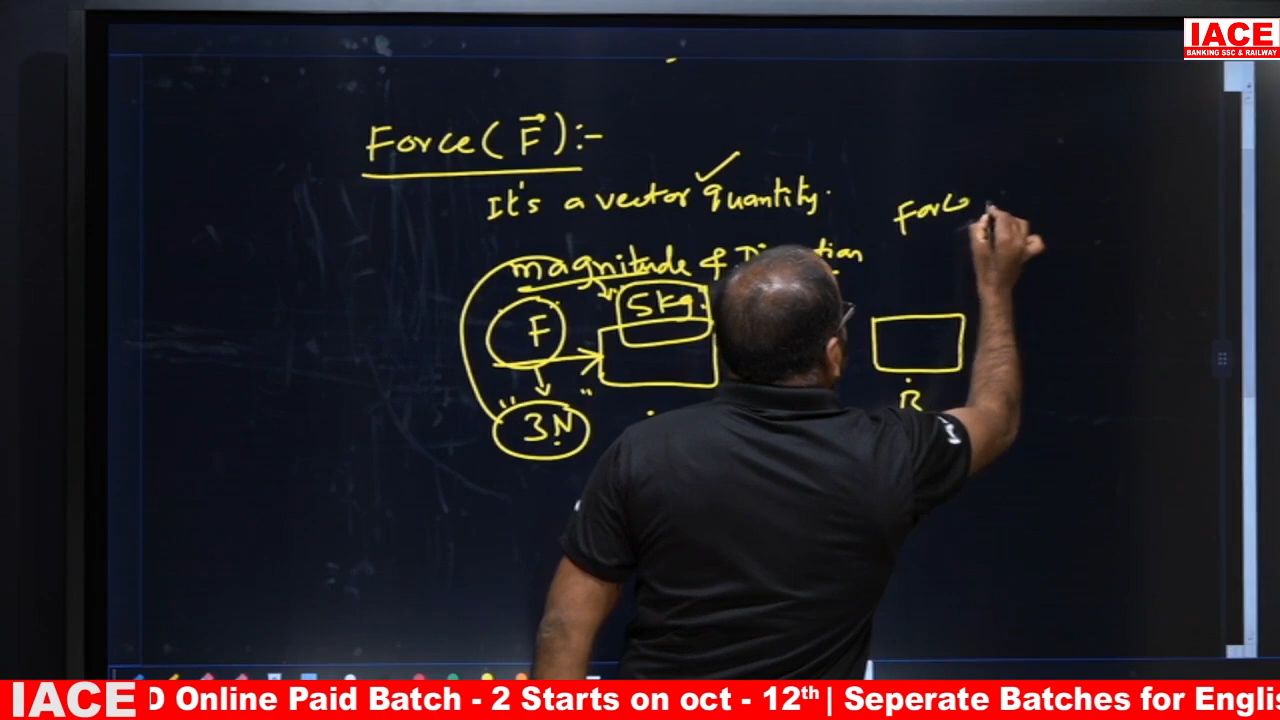 IACE
BANKING SSC & RAILWAY
Force (F):-
It's a vector quantity.
magnitude &
F
5kg.
3N
B
IACE
D Online Paid Batch - 2 Starts on oct - 12th | Seperate Batches for Englis